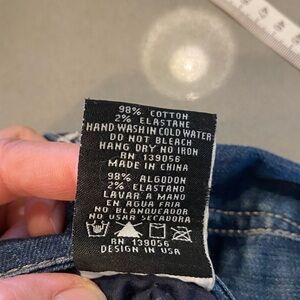 98% COTTON
2% ELASTANE
HAND WASH IN COLD WATER
DO NOT BLEACH
HANG DRY NO IRON
RN 139056
MADE IN CHINA
98% ALGODON
2% ELASTANO
LAVAR A MANO
EN AGUA FRIA
NO BLANQUEADOR
NO USAR SECADORA
RN 139056
DESIGN IN USA